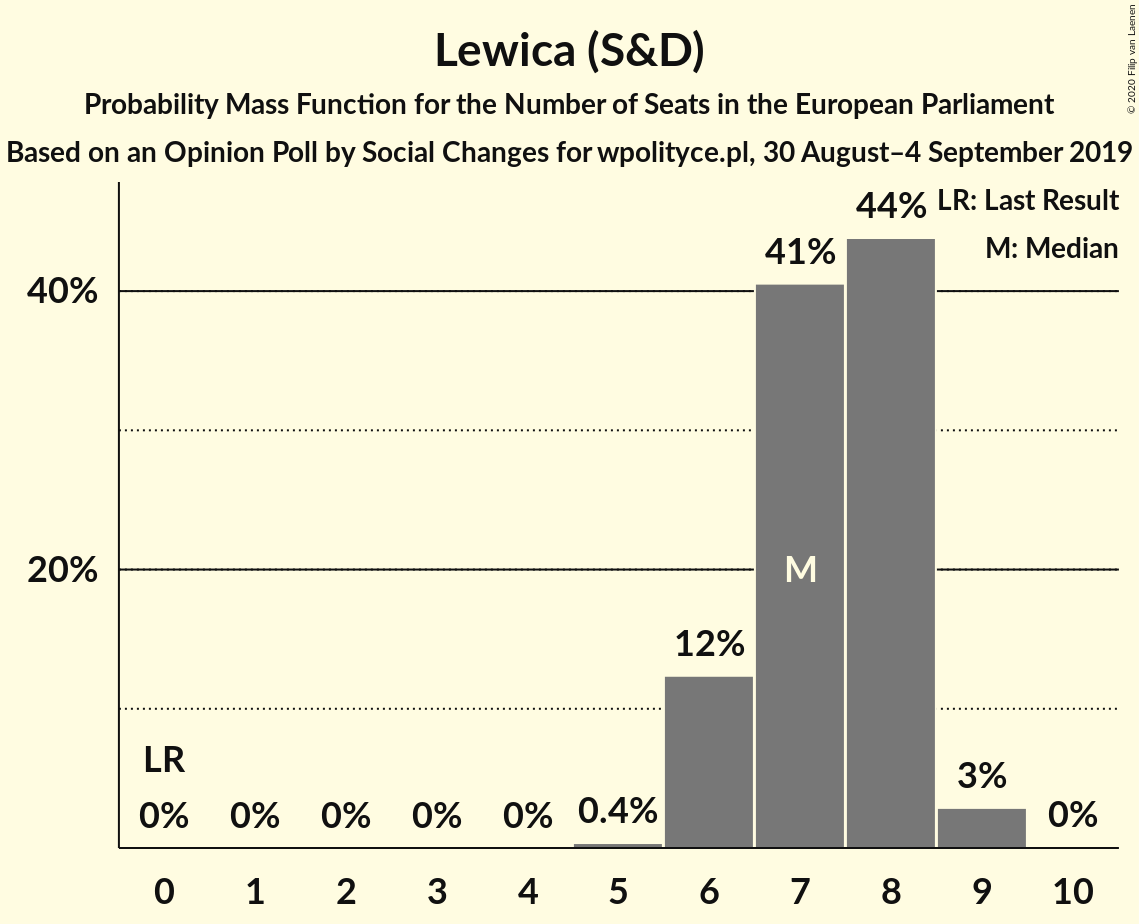 Lewica (S&D)
Probability Mass Function for the Number of Seats in the European Parliament
Based on an Opinion Poll by Social Changes for wpolityce.pl, 30 August–4 September 2019
© 2020 Filip van Laenen
LR: Last Result
M: Median
40%
20%
LR
0%
0%
0%
0%
0%
0.4%
12%
41%
M
44%
3%
0%
0 1 2 3 4 5 6 7 8 9 10